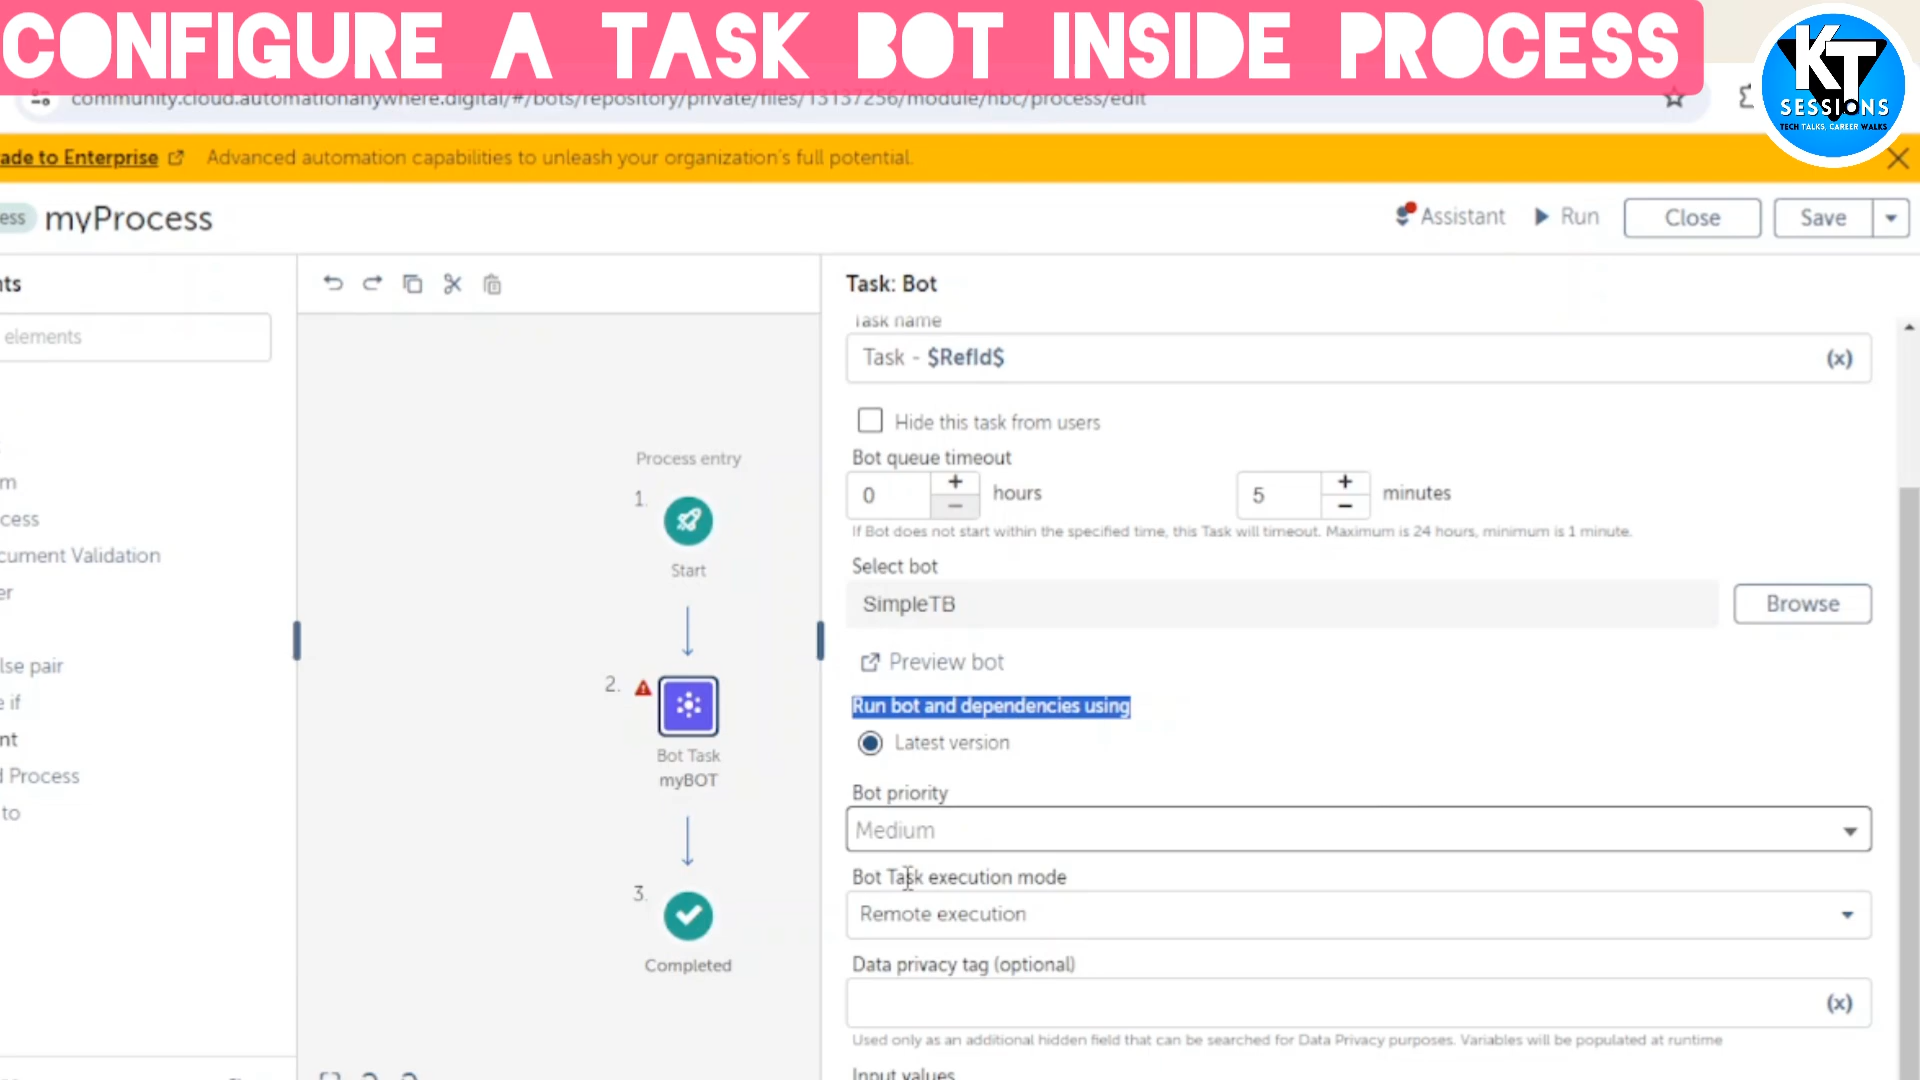 CONFIGURE A TASK BOT INSIDE PROCESS
KT
SESSIONS
TECH TALKS, CAREER WALKS
community.cloud.automationanywhere.digital/#/bots/repository/private/files/13137256/module/hbc/process/edit
ade to Enterprise Advanced automation capabilities to unleash your organization's full potential.
ess myProcess
Assistant Run Close Save
nts
elements
m
cess
cument Validation
er
lse pair
e if
nt
d Process
to
Process entry
1.
Start
2.
Bot Task
myBOT
3.
Completed
Task: Bot
Task name
Task - $RefId$ (x)
Hide this task from users
Bot queue timeout
0 + − hours 5 + − minutes
If Bot does not start within the specified time, this Task will timeout. Maximum is 24 hours, minimum is 1 minute.
Select bot
SimpleTB Browse
Preview bot
Run bot and dependencies using
Latest version
Bot priority
Medium
Bot Task execution mode
Remote execution
Data privacy tag (optional)
(x)
Used only as an additional hidden field that can be searched for Data Privacy purposes. Variables will be populated at runtime
Input values